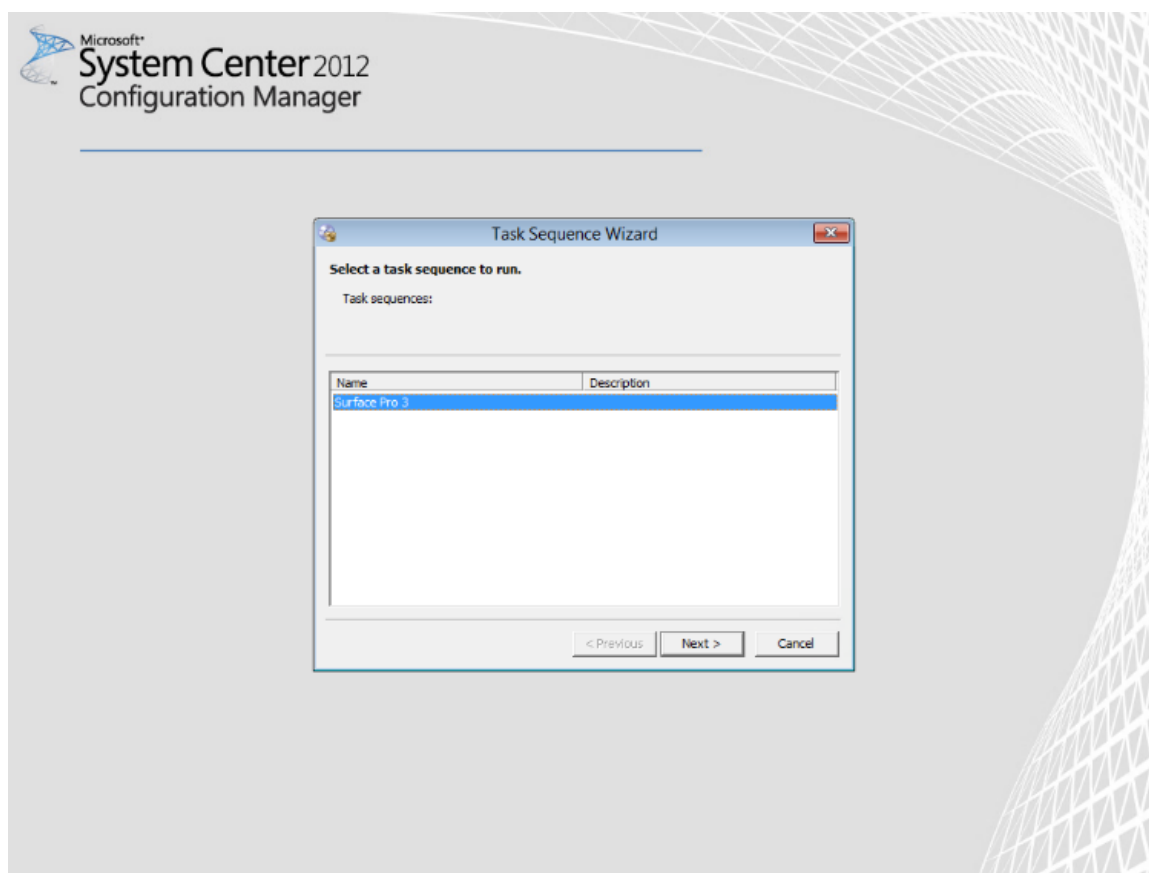 Microsoft
System Center 2012
Configuration Manager
Task Sequence Wizard
Select a task sequence to run.
Task sequences:
Name Description
Surface Pro 3
< Previous Next > Cancel